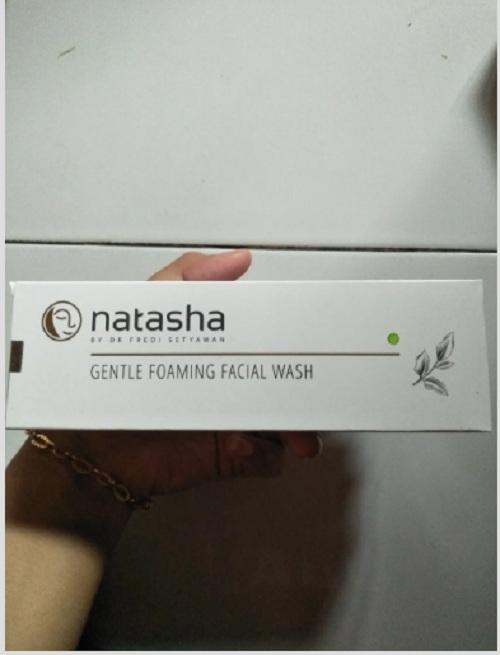 natasha
BY DR FREDI SETYAWAN
GENTLE FOAMING FACIAL WASH